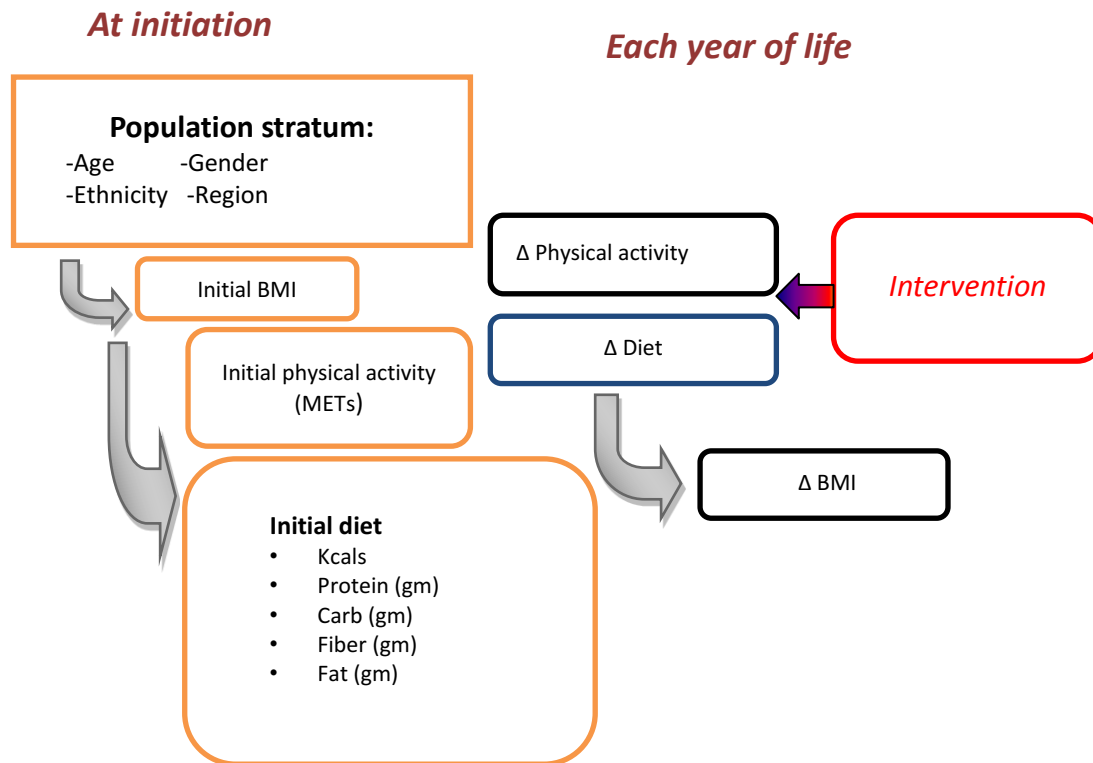 At initiation
Each year of life
Population stratum:
-Age -Gender
-Ethnicity -Region
Initial BMI
Initial physical activity
(METs)
Initial diet
• Kcals
• Protein (gm)
• Carb (gm)
• Fiber (gm)
• Fat (gm)
Δ Physical activity
Δ Diet
Intervention
Δ BMI